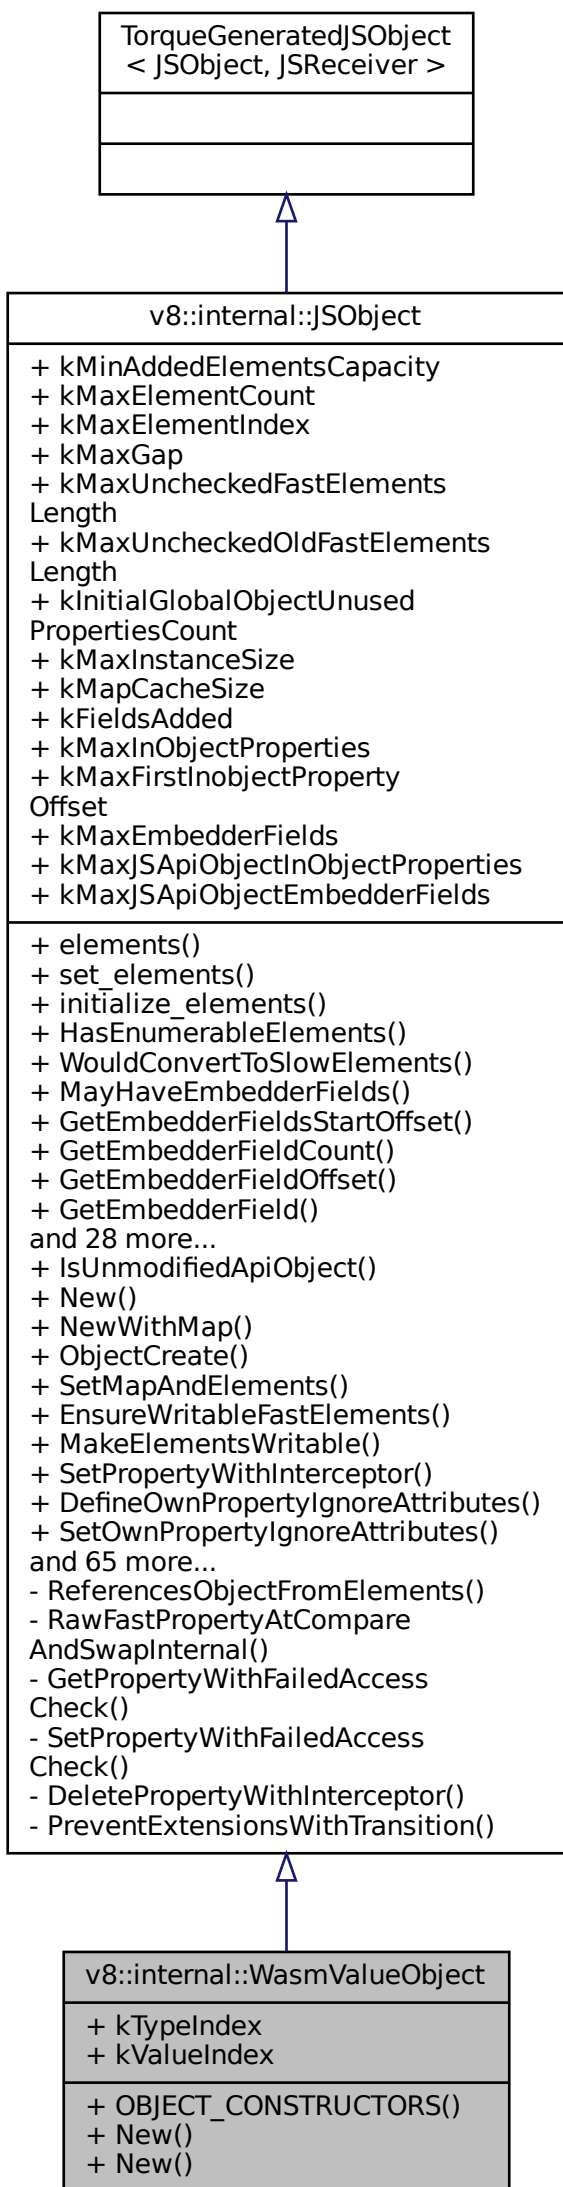 TorqueGeneratedJSObject
< JSObject, JSReceiver >
v8::internal::JSObject
+ kMinAddedElementsCapacity
+ kMaxElementCount
+ kMaxElementIndex
+ kMaxGap
+ kMaxUncheckedFastElements
Length
+ kMaxUncheckedOldFastElements
Length
+ kInitialGlobalObjectUnused
PropertiesCount
+ kMaxInstanceSize
+ kMapCacheSize
+ kFieldsAdded
+ kMaxInObjectProperties
+ kMaxFirstInobjectProperty
Offset
+ kMaxEmbedderFields
+ kMaxJSApiObjectInObjectProperties
+ kMaxJSApiObjectEmbedderFields
+ elements()
+ set_elements()
+ initialize_elements()
+ HasEnumerableElements()
+ WouldConvertToSlowElements()
+ MayHaveEmbedderFields()
+ GetEmbedderFieldsStartOffset()
+ GetEmbedderFieldCount()
+ GetEmbedderFieldOffset()
+ GetEmbedderField()
and 28 more...
+ IsUnmodifiedApiObject()
+ New()
+ NewWithMap()
+ ObjectCreate()
+ SetMapAndElements()
+ EnsureWritableFastElements()
+ MakeElementsWritable()
+ SetPropertyWithInterceptor()
+ DefineOwnPropertyIgnoreAttributes()
+ SetOwnPropertyIgnoreAttributes()
and 65 more...
- ReferencesObjectFromElements()
- RawFastPropertyAtCompare
AndSwapInternal()
- GetPropertyWithFailedAccess
Check()
- SetPropertyWithFailedAccess
Check()
- DeletePropertyWithInterceptor()
- PreventExtensionsWithTransition()
v8::internal::WasmValueObject
+ kTypeIndex
+ kValueIndex
+ OBJECT_CONSTRUCTORS()
+ New()
+ New()